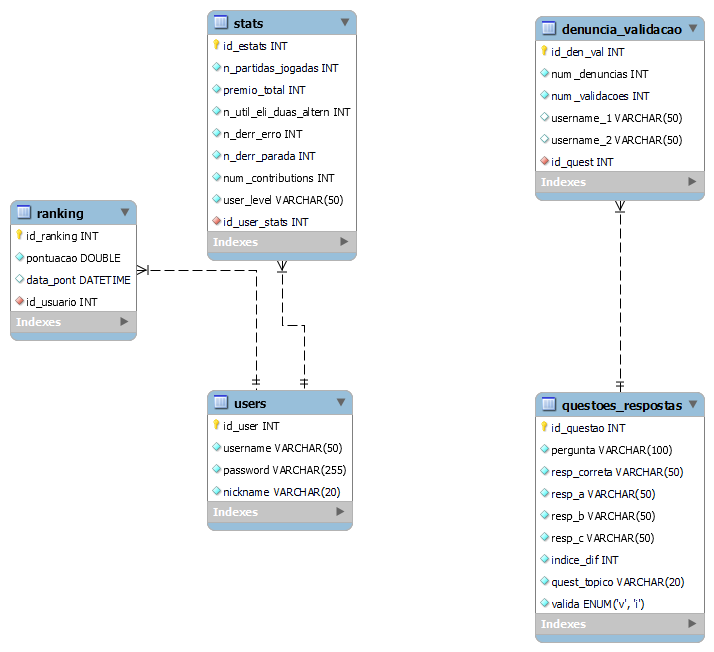 stats
id_estats INT
n_partidas_jogadas INT
premio_total INT
n_util_eli_duas_altern INT
n_derr_erro INT
n_derr_parada INT
num_contributions INT
user_level VARCHAR(50)
id_user_stats INT
Indexes
denuncia_validacao
id_den_val INT
num_denuncias INT
num_validacoes INT
username_1 VARCHAR(50)
username_2 VARCHAR(50)
id_quest INT
Indexes
ranking
id_ranking INT
pontuacao DOUBLE
data_pont DATETIME
id_usuario INT
Indexes
users
id_user INT
username VARCHAR(50)
password VARCHAR(255)
nickname VARCHAR(20)
Indexes
questoes_respostas
id_questao INT
pergunta VARCHAR(100)
resp_correta VARCHAR(50)
resp_a VARCHAR(50)
resp_b VARCHAR(50)
resp_c VARCHAR(50)
indice_dif INT
quest_topico VARCHAR(20)
valida ENUM('v', 'i')
Indexes